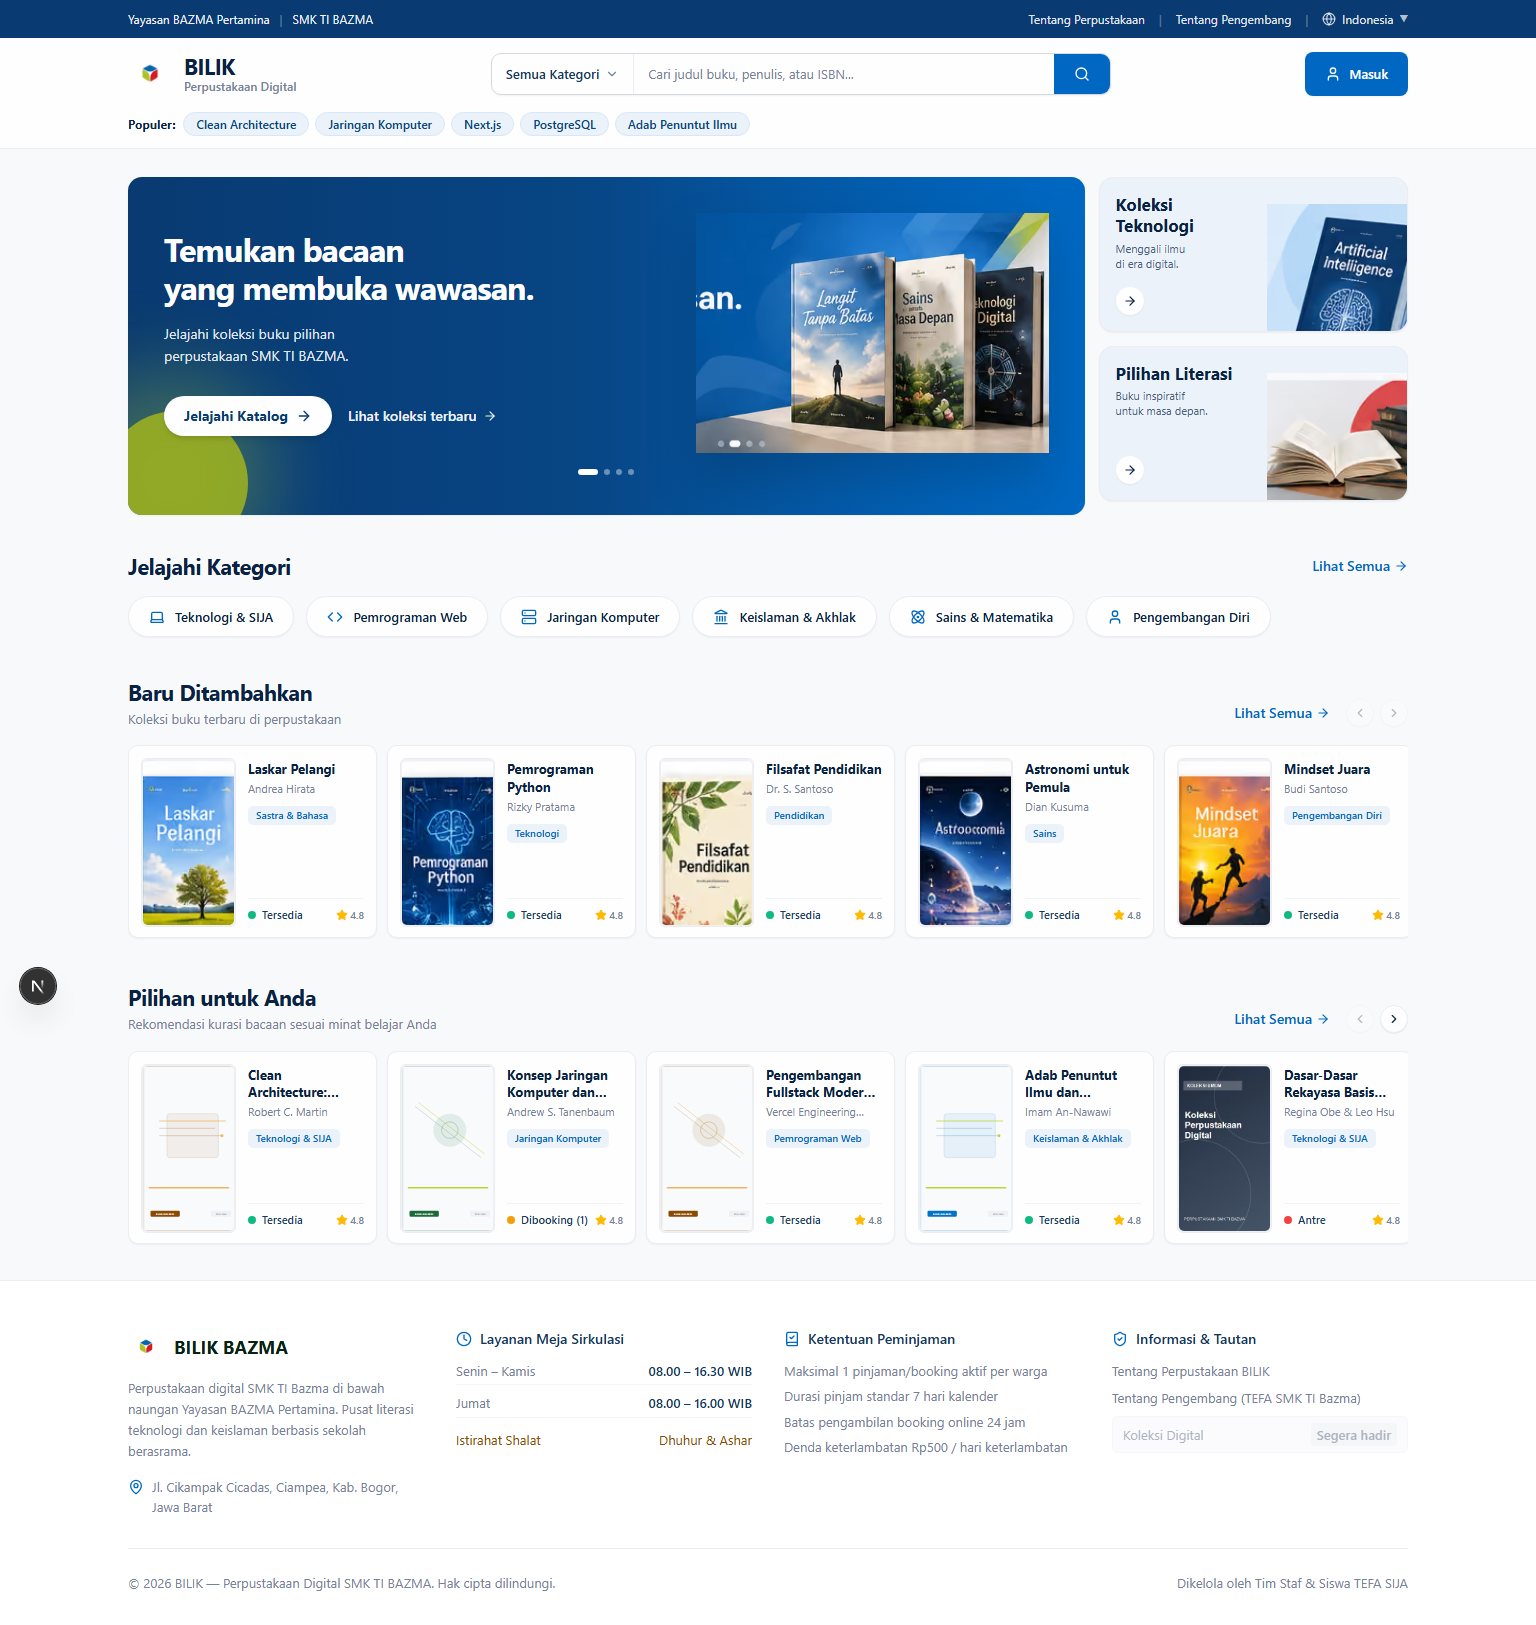 Yayasan BAZMA Pertamina | SMK TI BAZMA
Tentang Perpustakaan | Tentang Pengembang | Indonesia
BILIK
Perpustakaan Digital
Semua Kategori
Cari judul buku, penulis, atau ISBN...
Masuk
Populer: Clean Architecture Jaringan Komputer Next.js PostgreSQL Adab Penuntut Ilmu
Temukan bacaan
yang membuka wawasan.
Jelajahi koleksi buku pilihan
perpustakaan SMK TI BAZMA.
Jelajahi Katalog
Lihat koleksi terbaru
san.
Langit
Tanpa Batas
Sains
Masa Depan
eknologi
Digital
Koleksi
Teknologi
Menggali ilmu
di era digital.
Artificial
intelligence
Pilihan Literasi
Buku inspiratif
untuk masa depan.
Jelajahi Kategori
Lihat Semua
Teknologi & SIJA
Pemrograman Web
Jaringan Komputer
Keislaman & Akhlak
Sains & Matematika
Pengembangan Diri
Baru Ditambahkan
Koleksi buku terbaru di perpustakaan
Lihat Semua
Laskar
Pelangi
Laskar Pelangi
Andrea Hirata
Sastra & Bahasa
Tersedia
4.8
Pemrograman
Python
Pemrograman
Python
Rizky Pratama
Teknologi
Tersedia
4.8
Filsafat
Pendidikan
Filsafat Pendidikan
Dr. S. Santoso
Pendidikan
Tersedia
4.8
Astronomi untuk
Pemula
Dian Kusuma
Sains
Tersedia
4.8
Mindset
Juara
Mindset Juara
Budi Santoso
Pengembangan Diri
Tersedia
4.8
Pilihan untuk Anda
Rekomendasi kurasi bacaan sesuai minat belajar Anda
Lihat Semua
Clean
Architecture:...
Robert C. Martin
Teknologi & SIJA
Tersedia
4.8
Konsep Jaringan
Komputer dan...
Andrew S. Tanenbaum
Jaringan Komputer
Dibooking (1)
4.8
Pengembangan
Fullstack Moder...
Vercel Engineering...
Pemrograman Web
Tersedia
4.8
Adab Penuntut
Ilmu dan...
Imam An-Nawawi
Keislaman & Akhlak
Tersedia
4.8
KOLEKSI UMUM
Koleksi
Perpustakaan
Digital
PERPUSTAKAAN SMK TI BAZMA
Dasar-Dasar
Rekayasa Basis...
Regina Obe & Leo Hsu
Teknologi & SIJA
Antre
4.8
BILIK BAZMA
Perpustakaan digital SMK TI Bazma di bawah
naungan Yayasan BAZMA Pertamina. Pusat literasi
teknologi dan keislaman berbasis sekolah
berasrama.
Jl. Cikampak Cicadas, Ciampea, Kab. Bogor,
Jawa Barat
Layanan Meja Sirkulasi
Senin – Kamis 08.00 – 16.30 WIB
Jumat 08.00 – 16.00 WIB
Istirahat Shalat Dhuhur & Ashar
Ketentuan Peminjaman
Maksimal 1 pinjaman/booking aktif per warga
Durasi pinjam standar 7 hari kalender
Batas pengambilan booking online 24 jam
Denda keterlambatan Rp500 / hari keterlambatan
Informasi & Tautan
Tentang Perpustakaan BILIK
Tentang Pengembang (TEFA SMK TI Bazma)
Koleksi Digital Segera hadir
© 2026 BILIK — Perpustakaan Digital SMK TI BAZMA. Hak cipta dilindungi.
Dikelola oleh Tim Staf & Siswa TEFA SIJA